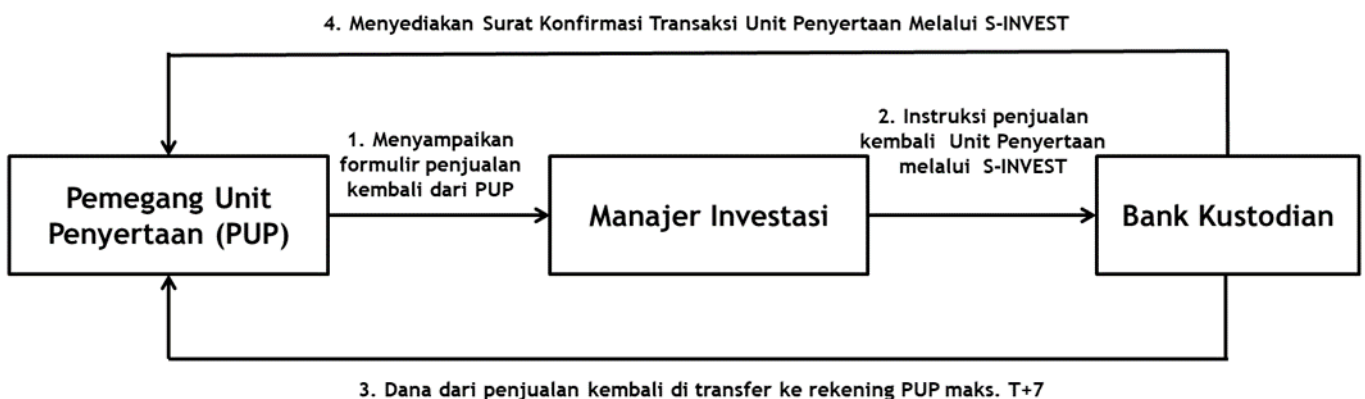 4. Menyediakan Surat Konfirmasi Transaksi Unit Penyertaan Melalui S-INVEST
1. Menyampaikan
formulir penjualan
kembali dari PUP
2. Instruksi penjualan
kembali Unit Penyertaan
melalui S-INVEST
Pemegang Unit
Penyertaan (PUP)
Manajer Investasi
Bank Kustodian
3. Dana dari penjualan kembali di transfer ke rekening PUP maks. T+7